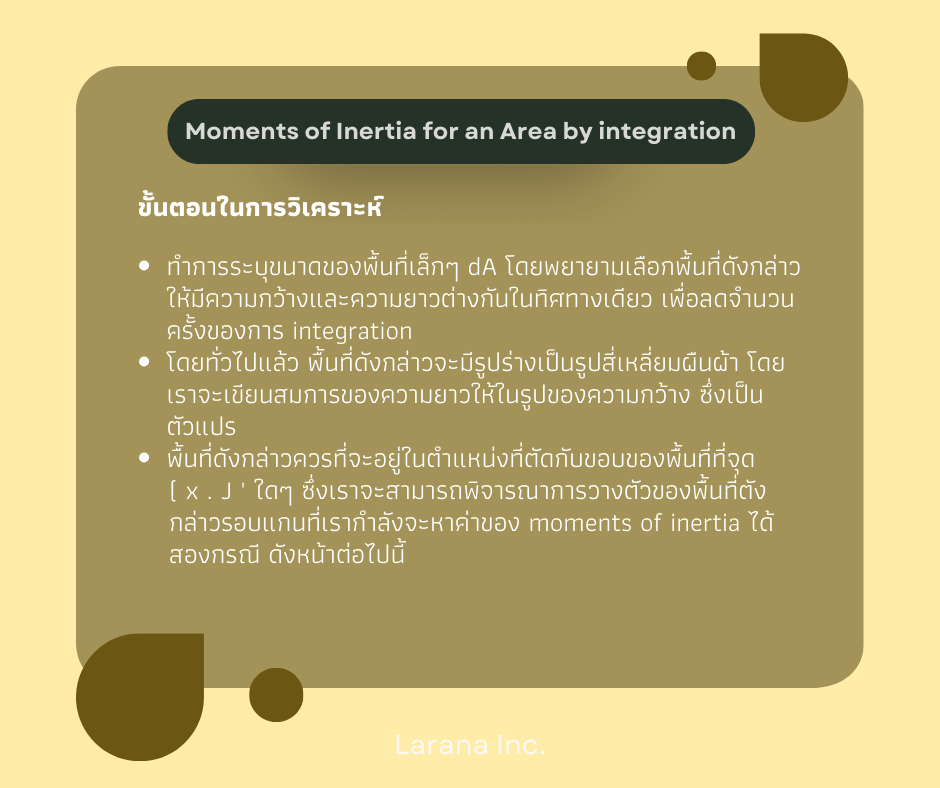 Moments of Inertia for an Area by integration
ขั้นตอนในการวิเคราะห์
ทำการระบุขนาดของพื้นที่เล็กๆ dA โดยพยายามเลือกพื้นที่ดังกล่าว
ให้มีความกว้างและความยาวต่างกันในทิศทางเดียว เพื่อลดจำนวน
ครั้งของการ integration
โดยทั่วไปแล้ว พื้นที่ดังกล่าวจะมีรูปร่างเป็นรูปสี่เหลี่ยมผืนผ้า โดย
เราจะเขียนสมการของความยาวให้ในรูปของความกว้าง ซึ่งเป็น
ตัวแปร
พื้นที่ดังกล่าวควรที่จะอยู่ในตำแหน่งที่ตัดกับขอบของพื้นที่ที่จุด
[ x . J ' ใดๆ ซึ่งเราจะสามารถพิจารณาการวางตัวของพื้นที่ตัง
กล่าวรอบแกนที่เรากำลังจะหาค่าของ moments of inertia ได้
สองกรณี ดังหน้าต่อไปนี้
Larana Inc.